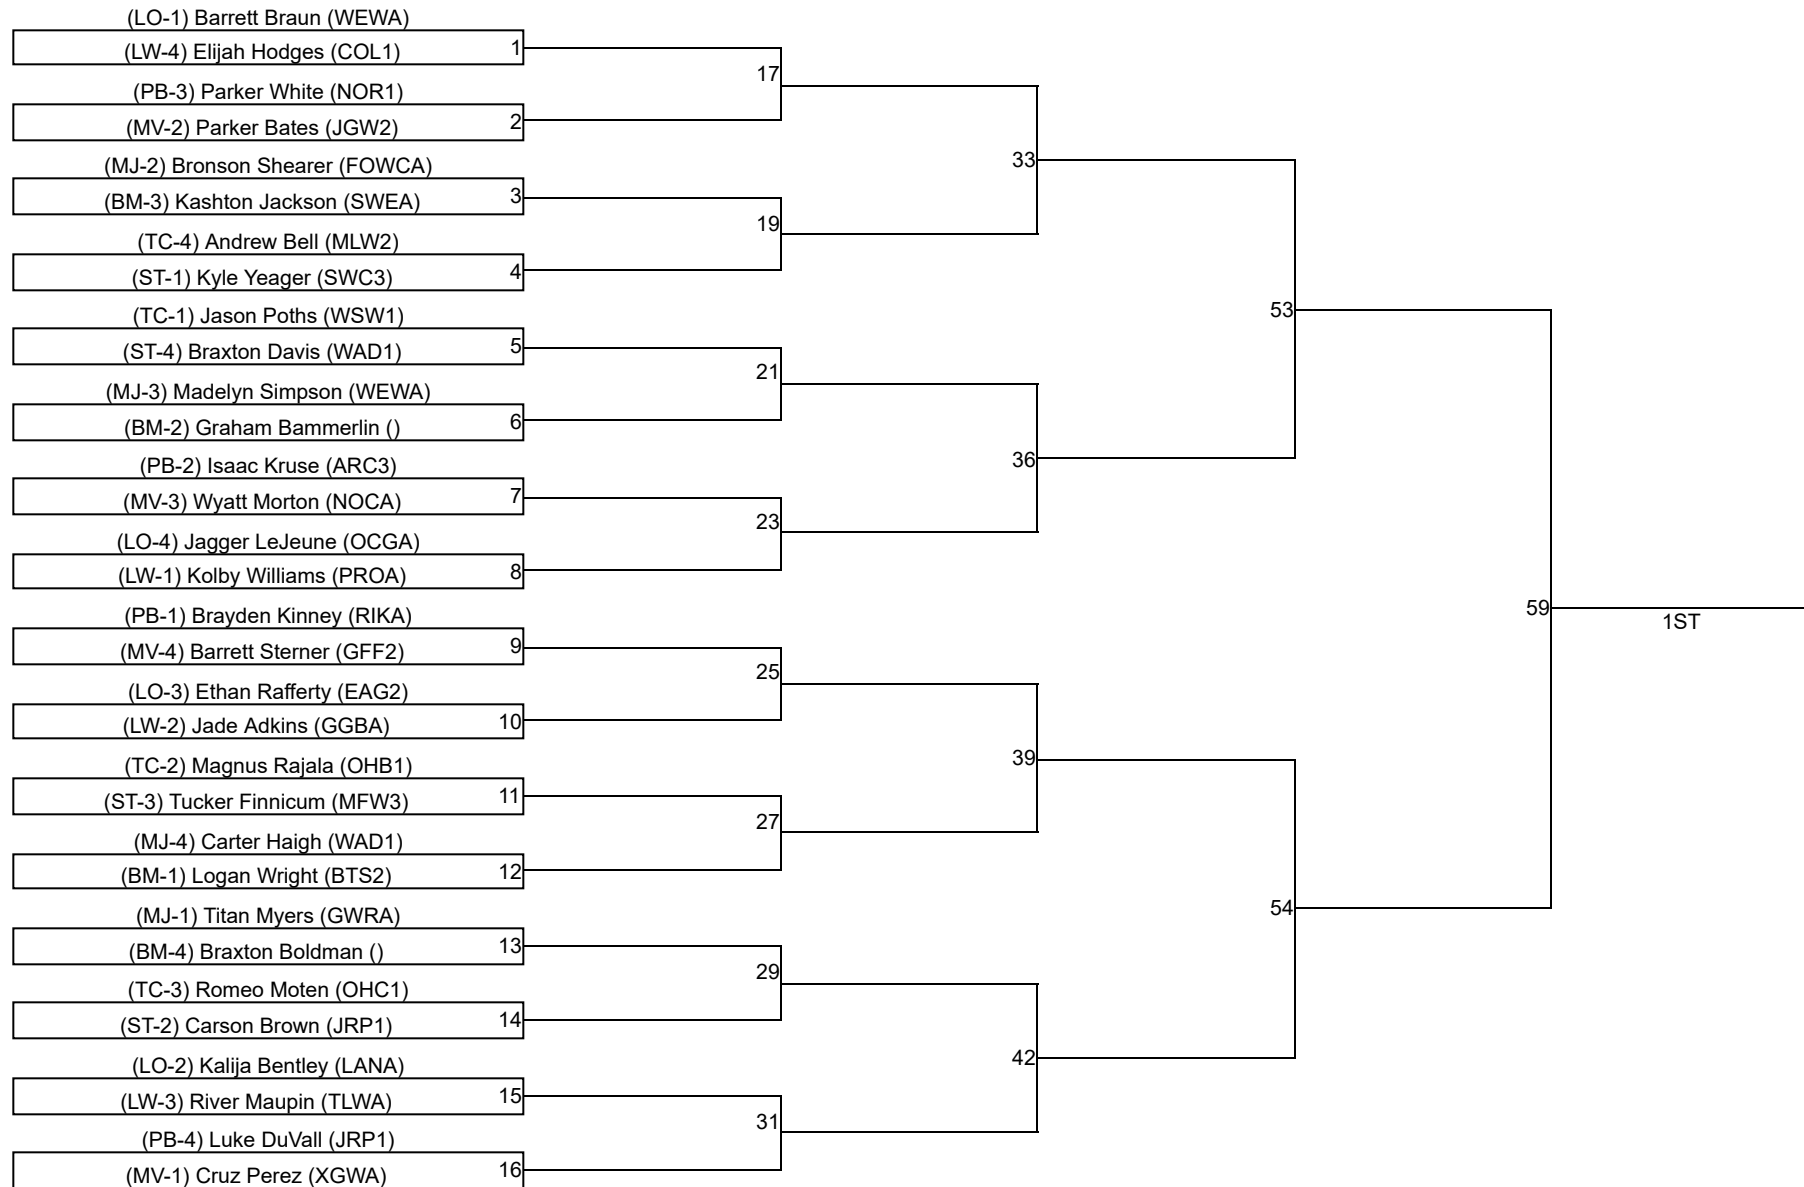 (LO-1) Barrett Braun (WEWA)
(LW-4) Elijah Hodges (COL1)
1
17
(PB-3) Parker White (NOR1)
(MV-2) Parker Bates (JGW2)
2
33
(MJ-2) Bronson Shearer (FOWCA)
(BM-3) Kashton Jackson (SWEA)
3
19
(TC-4) Andrew Bell (MLW2)
(ST-1) Kyle Yeager (SWC3)
4
53
(TC-1) Jason Poths (WSW1)
(ST-4) Braxton Davis (WAD1)
5
21
(MJ-3) Madelyn Simpson (WEWA)
(BM-2) Graham Bammerlin ()
6
36
(PB-2) Isaac Kruse (ARC3)
(MV-3) Wyatt Morton (NOCA)
7
23
(LO-4) Jagger LeJeune (OCGA)
(LW-1) Kolby Williams (PROA)
8
59
1ST
(PB-1) Brayden Kinney (RIKA)
(MV-4) Barrett Sterner (GFF2)
9
25
(LO-3) Ethan Rafferty (EAG2)
(LW-2) Jade Adkins (GGBA)
10
39
(TC-2) Magnus Rajala (OHB1)
(ST-3) Tucker Finnicum (MFW3)
11
27
(MJ-4) Carter Haigh (WAD1)
(BM-1) Logan Wright (BTS2)
12
54
(MJ-1) Titan Myers (GWRA)
(BM-4) Braxton Boldman ()
13
29
(TC-3) Romeo Moten (OHC1)
(ST-2) Carson Brown (JRP1)
14
42
(LO-2) Kalija Bentley (LANA)
(LW-3) River Maupin (TLWA)
15
31
(PB-4) Luke DuVall (JRP1)
(MV-1) Cruz Perez (XGWA)
16